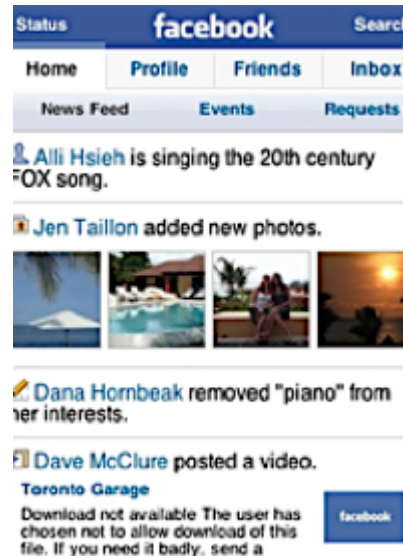 Status facebook Searc
Home Profile Friends Inbox
News Feed Events Requests
Alli Hsieh is singing the 20th century
FOX song.
Jen Taillon added new photos.
Dana Hornbeak removed "piano" from
her interests.
Dave McClure posted a video.
Toronto Garage
Download not available The user has
chosen not to allow download of this
file. If you need it badly, send a
facebook